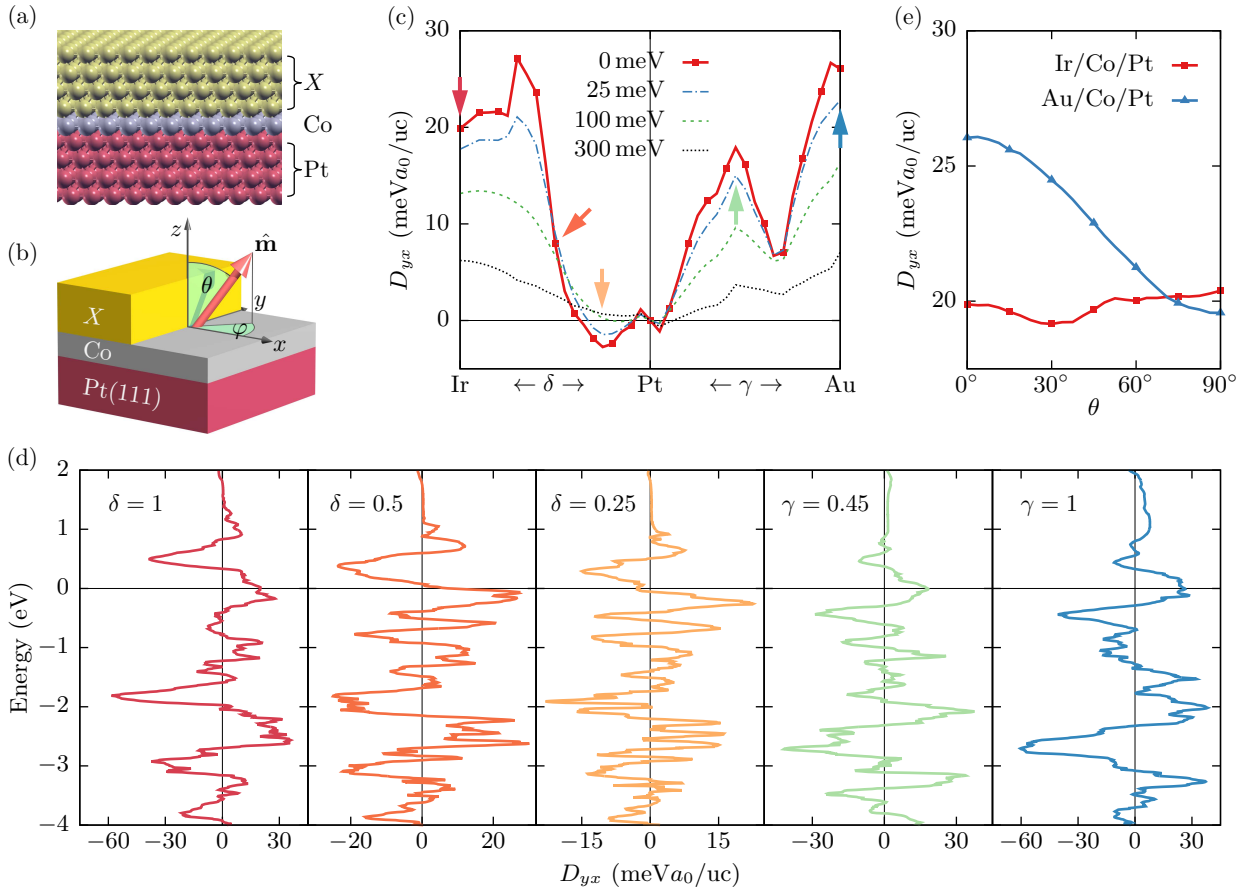 (a)
X
Co
Pt
(b)
z
m̂
θ
y
φ
x
X
Co
Pt(111)
(c)
30
20
10
0
D_yx (meVa₀/uc)
0 meV
25 meV
100 meV
300 meV
Ir
← δ →
Pt
← γ →
Au
(e)
Ir/Co/Pt
Au/Co/Pt
30
25
20
D_yx (meVa₀/uc)
0° 30° 60° 90°
θ
(d)
2
1
0
−1
−2
−3
−4
Energy (eV)
δ = 1
δ = 0.5
δ = 0.25
γ = 0.45
γ = 1
−60 −30 0 30
−20 0 20
−15 0 15
−30 0 30
−60 −30 0 30
D_yx (meVa₀/uc)